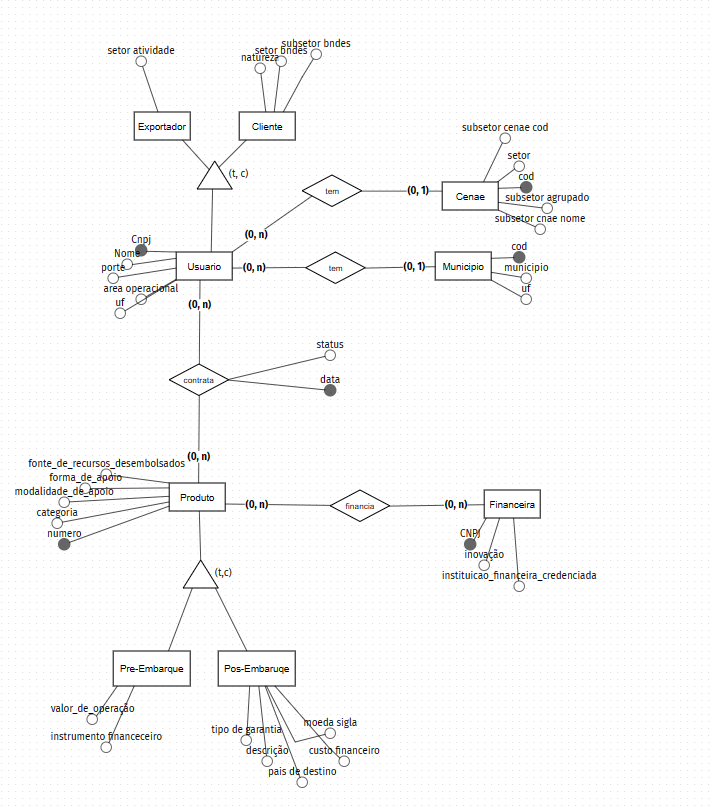 subsetor bndes
setor atividade
setor bndes
natureza
Exportador
Cliente
subsetor cenae cod
setor
(t, c)
cod
tem
(0, 1)
Cenae
subsetor agrupado
subsetor cnae nome
(0, n)
Cnpj
cod
Nome
Usuario
(0, n)
tem
(0, 1)
Municipio
municipio
porte
area operacional
uf
uf
(0, n)
status
contrata
data
(0, n)
fonte_de_recursos_desembolsados
forma_de_apoio
modalidade_de_apoio
Produto
(0, n)
financia
(0, n)
Financeira
categoria
numero
CNPJ
inovação
(t,c)
instituicao_financeira_credenciada
Pre-Embarque
Pos-Embaruqe
valor_de_operação
moeda sigla
tipo de garantia
instrumento financeceiro
descrição
custo financeiro
pais de destino